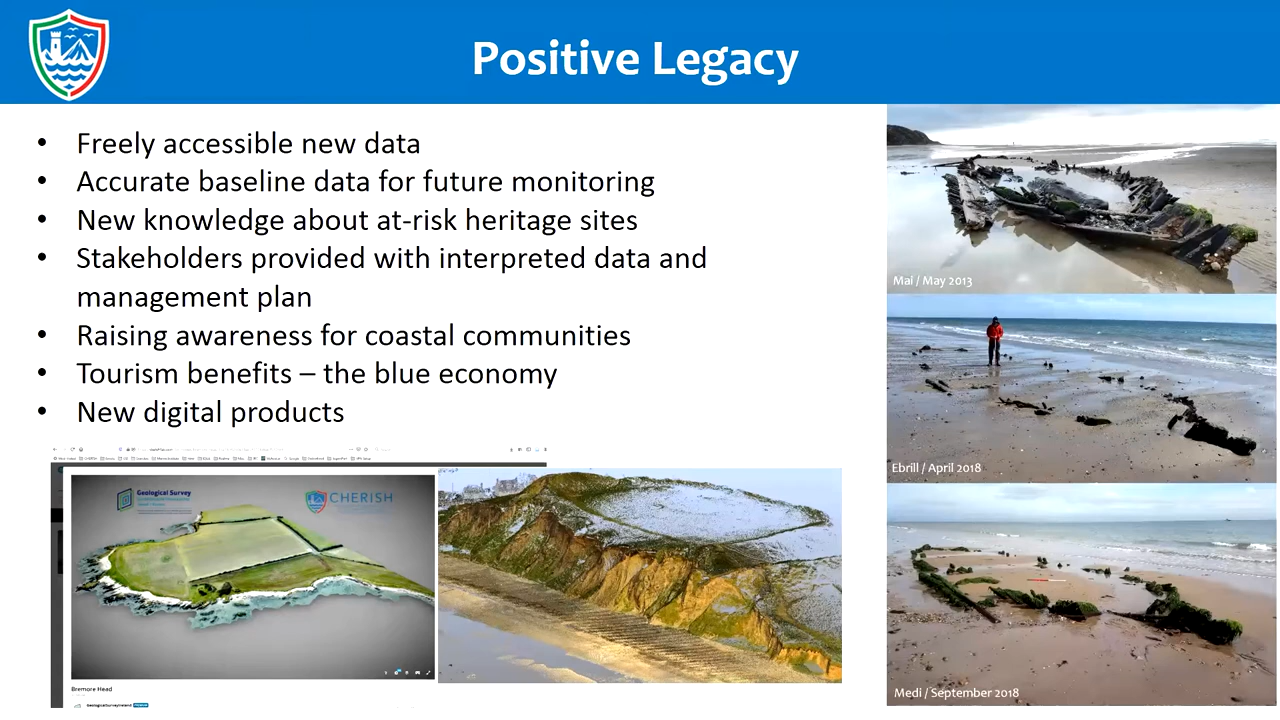 Positive Legacy
• Freely accessible new data
• Accurate baseline data for future monitoring
• New knowledge about at-risk heritage sites
• Stakeholders provided with interpreted data and
management plan
• Raising awareness for coastal communities
• Tourism benefits – the blue economy
• New digital products
Mai / May 2013
Ebrill / April 2018
Medi / September 2018
Geological Survey
CHERISH
Bremore Head